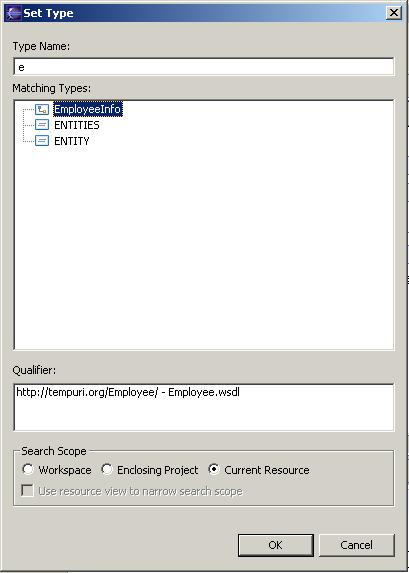 Set Type
Type Name:
e
Matching Types:
EmployeeInfo
ENTITIES
ENTITY
Qualifier:
http://tempuri.org/Employee/ - Employee.wsdl
Search Scope
Workspace Enclosing Project Current Resource
Use resource view to narrow search scope
OK Cancel